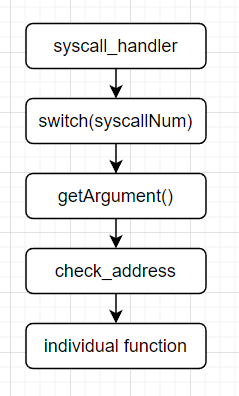 syscall_handler
switch(syscallNum)
getArgument()
check_address
individual function